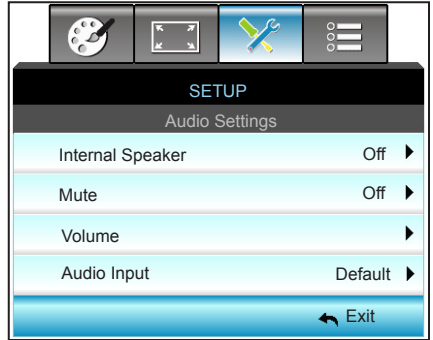 SETUP
Audio Settings
Internal Speaker Off
Mute Off
Volume
Audio Input Default
Exit